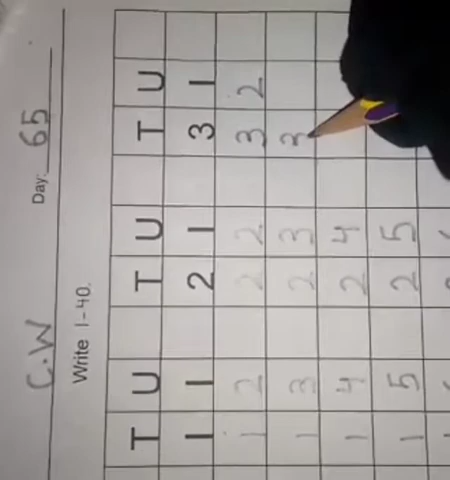 C.W Day: 65
Write 1-40.
T U T U T U
1 1 2 1 3 1
1 2 2 2 3 2
1 3 2 3 3
1 4 2 4
1 5 2 5